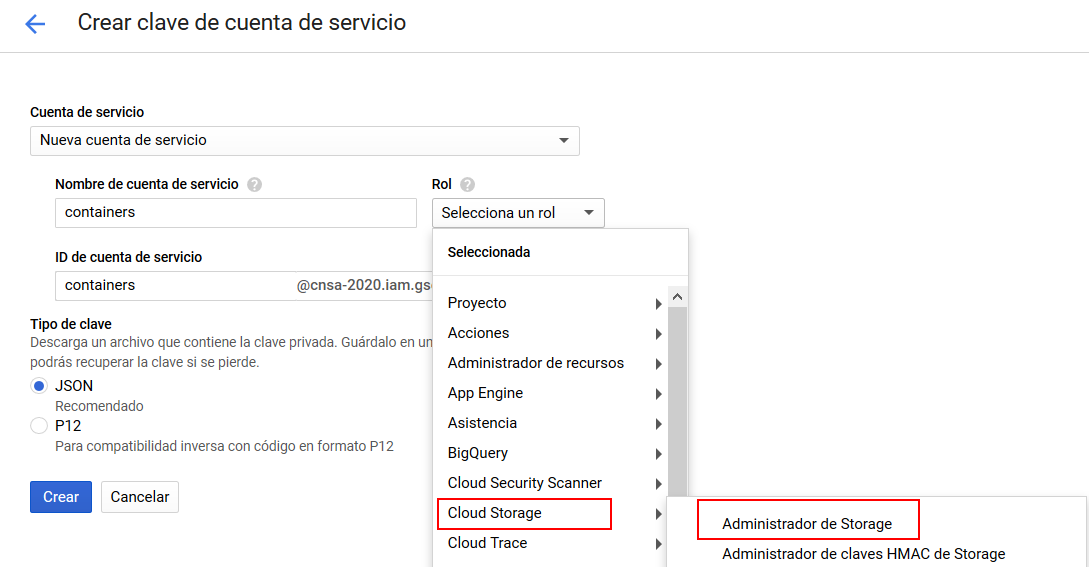 Crear clave de cuenta de servicio
Cuenta de servicio
Nueva cuenta de servicio
Nombre de cuenta de servicio
containers
Rol
Selecciona un rol
ID de cuenta de servicio
containers @cnsa-2020.iam.gs
Tipo de clave
Descarga un archivo que contiene la clave privada. Guárdalo en un
podrás recuperar la clave si se pierde.
JSON
Recomendado
P12
Para compatibilidad inversa con código en formato P12
Crear Cancelar
Seleccionada
Proyecto
Acciones
Administrador de recursos
App Engine
Asistencia
BigQuery
Cloud Security Scanner
Cloud Storage
Cloud Trace
Administrador de Storage
Administrador de claves HMAC de Storage